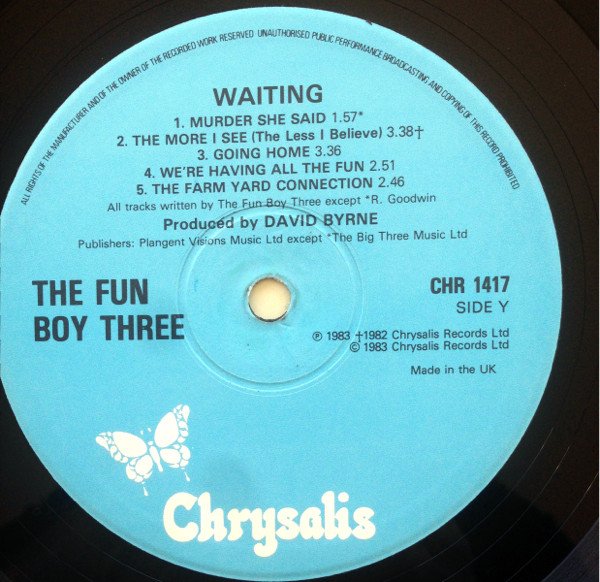 ALL RIGHTS OF THE MANUFACTURER AND OF THE OWNER OF THE RECORDED WORK RESERVED UNAUTHORISED PUBLIC PERFORMANCE BROADCASTING AND COPYING OF THIS RECORD PROHIBITED
WAITING
1. MURDER SHE SAID 1.57*
2. THE MORE I SEE (The Less I Believe) 3.38†
3. GOING HOME 3.36
4. WE'RE HAVING ALL THE FUN 2.51
5. THE FARM YARD CONNECTION 2.46
All tracks written by The Fun Boy Three except *R. Goodwin
Produced by DAVID BYRNE
Publishers: Plangent Visions Music Ltd except *The Big Three Music Ltd
THE FUN
BOY THREE
CHR 1417
SIDE Y
℗ 1983 †1982 Chrysalis Records Ltd
© 1983 Chrysalis Records Ltd
Made in the UK
Chrysalis